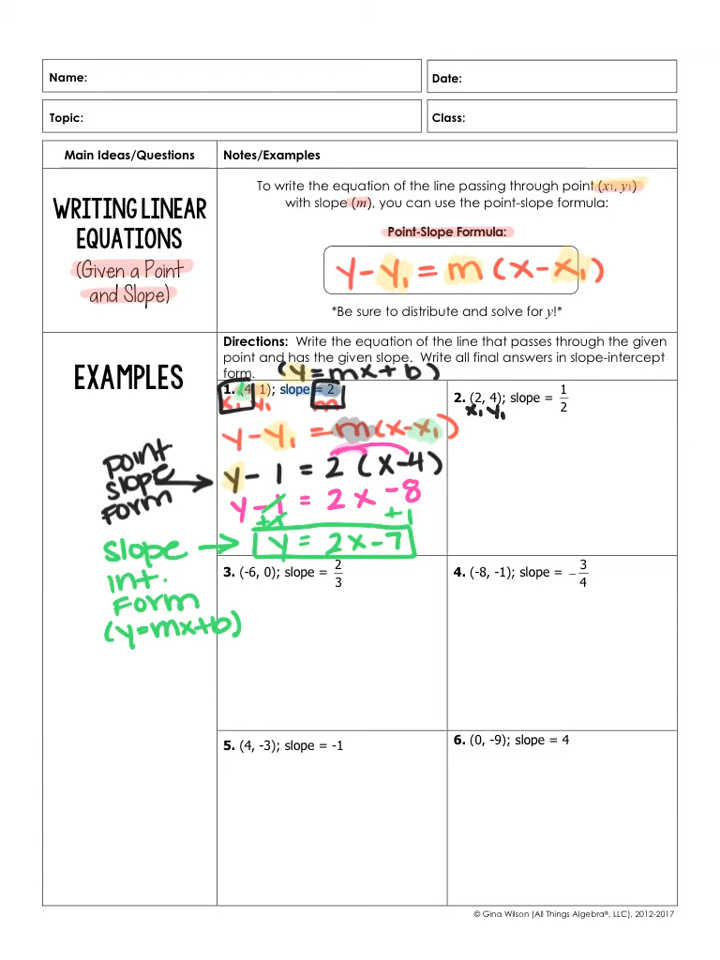 Name:
Date:
Topic:
Class:
Main Ideas/Questions
Notes/Examples
WRITING LINEAR
EQUATIONS
(Given a Point
and Slope)
To write the equation of the line passing through point (x₁, y₁)
with slope (m), you can use the point-slope formula:
Point-Slope Formula:
y - y₁ = m (x - x₁)
*Be sure to distribute and solve for y!*
EXAMPLES
Directions: Write the equation of the line that passes through the given
point and has the given slope. Write all final answers in slope-intercept
form. (y = mx + b)
1. (4, 1); slope = 2
x₁ y₁ m
y - y₁ = m (x - x₁)
point
slope
form
y - 1 = 2 (x - 4)
y - 1 = 2x - 8
+1 +1
y = 2x - 7
slope
int.
form
(y=mx+b)
2. (2, 4); slope = 1/2
x₁ y₁
3. (-6, 0); slope = 2/3
4. (-8, -1); slope = -3/4
5. (4, -3); slope = -1
6. (0, -9); slope = 4
© Gina Wilson (All Things Algebra®, LLC), 2012-2017